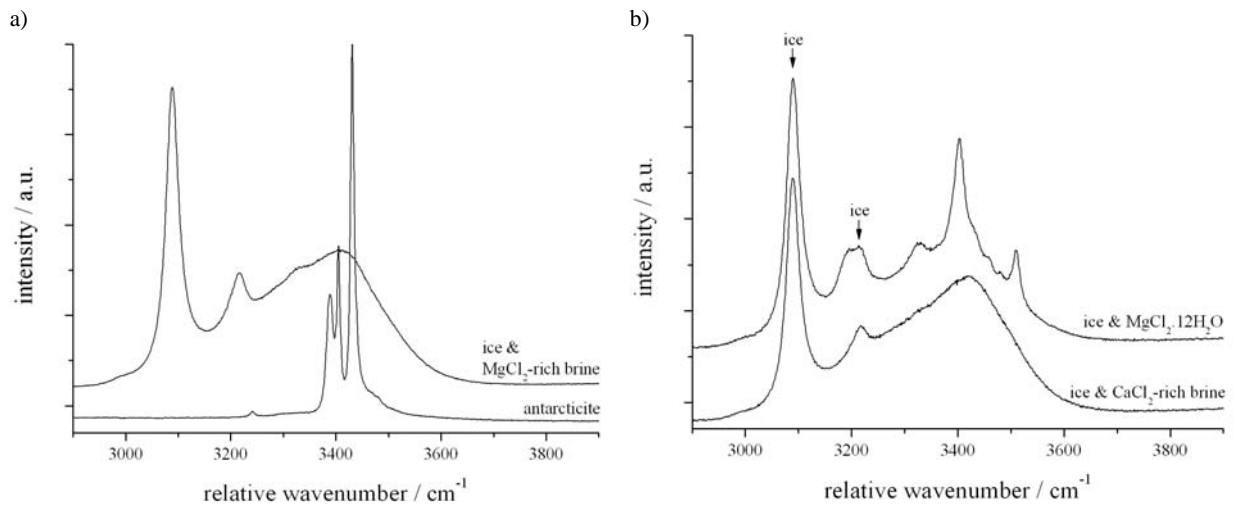 a)
intensity / a.u.
ice &
MgCl₂-rich brine
antarcticite
3000 3200 3400 3600 3800
relative wavenumber / cm⁻¹
b)
intensity / a.u.
ice
ice
ice & MgCl₂.12H₂O
ice & CaCl₂-rich brine
3000 3200 3400 3600 3800
relative wavenumber / cm⁻¹